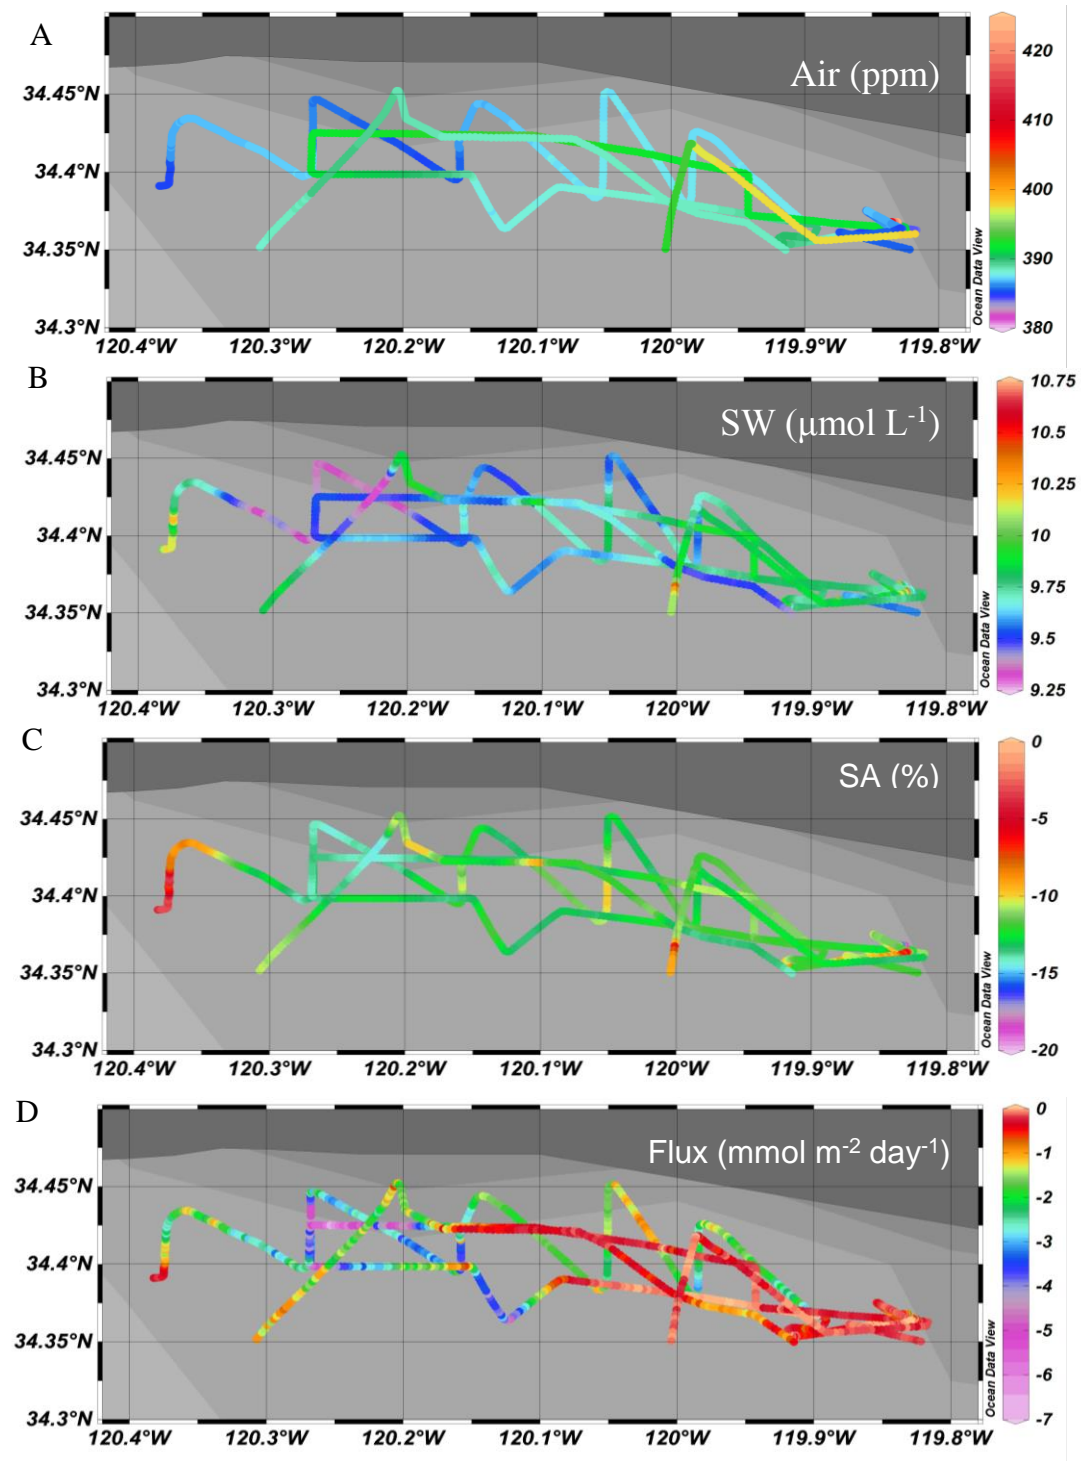 A
Air (ppm)
34.45°N
34.4°N
34.35°N
34.3°N
120.4°W 120.3°W 120.2°W 120.1°W 120°W 119.9°W 119.8°W
Ocean Data View
420
410
400
390
380
B
SW (µmol L-1)
34.45°N
34.4°N
34.35°N
34.3°N
120.4°W 120.3°W 120.2°W 120.1°W 120°W 119.9°W 119.8°W
Ocean Data View
10.75
10.5
10.25
10
9.75
9.5
9.25
C
SA (%)
34.45°N
34.4°N
34.35°N
34.3°N
120.4°W 120.3°W 120.2°W 120.1°W 120°W 119.9°W 119.8°W
Ocean Data View
0
-5
-10
-15
-20
D
Flux (mmol m-2 day-1)
34.45°N
34.4°N
34.35°N
34.3°N
120.4°W 120.3°W 120.2°W 120.1°W 120°W 119.9°W 119.8°W
Ocean Data View
0
-1
-2
-3
-4
-5
-6
-7